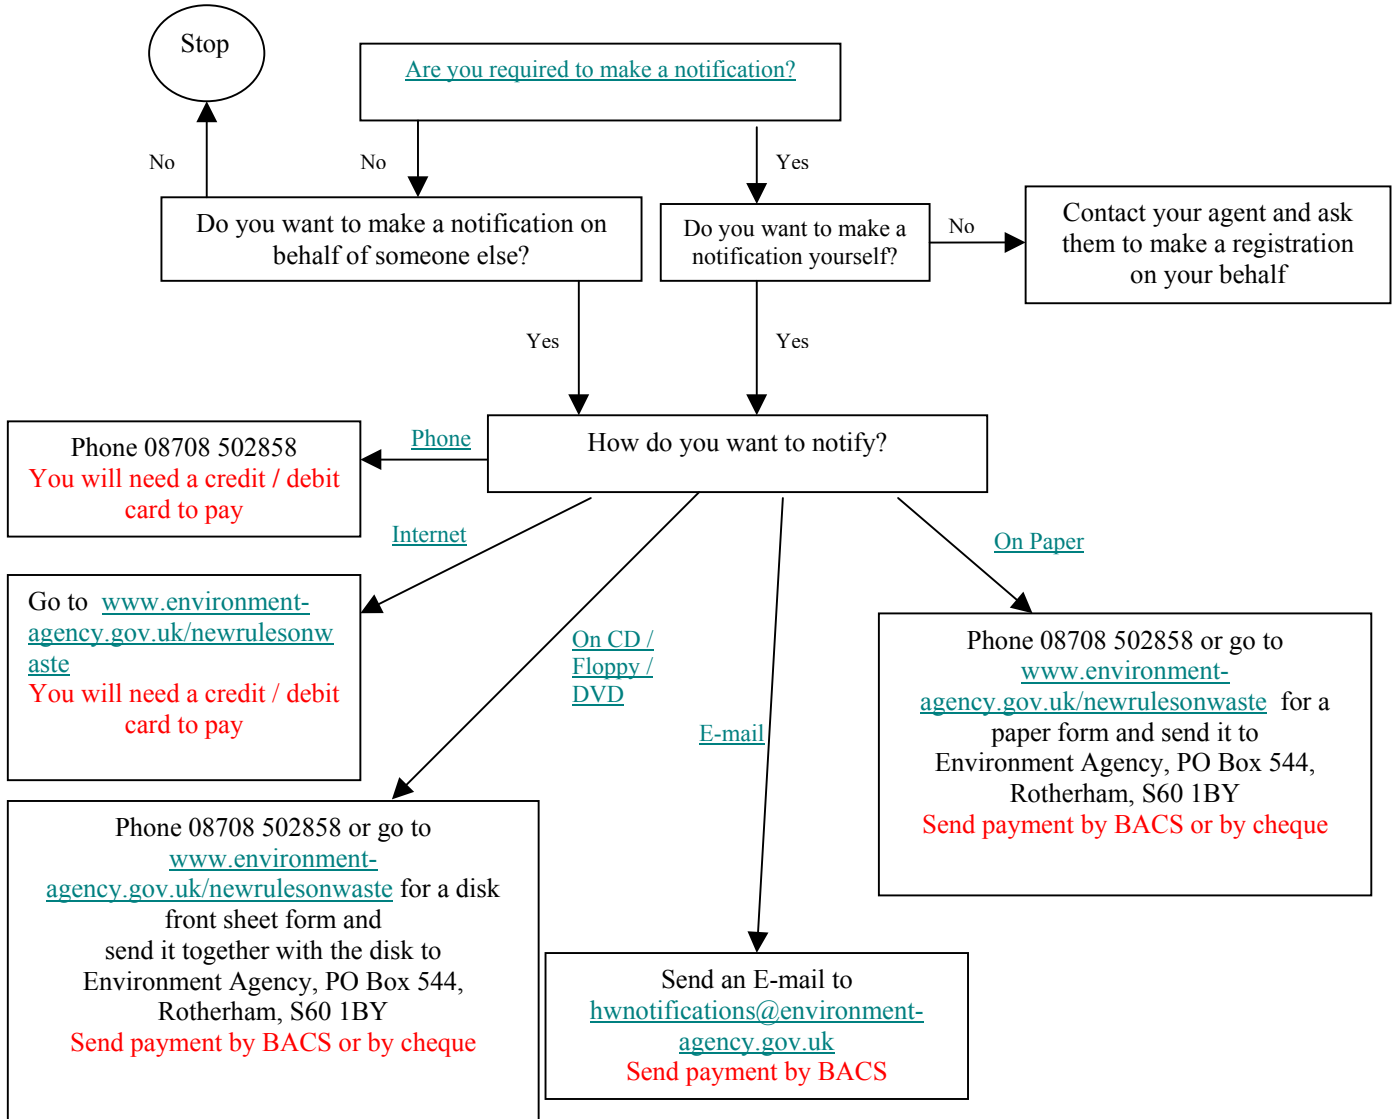 Stop
Are you required to make a notification?
No
No
Yes
Do you want to make a notification on
behalf of someone else?
Do you want to make a
notification yourself?
No
Contact your agent and ask
them to make a registration
on your behalf
Yes
Yes
Phone 08708 502858
You will need a credit / debit
card to pay
Phone
How do you want to notify?
Internet
On Paper
Go to www.environment-
agency.gov.uk/newrulesonw
aste
You will need a credit / debit
card to pay
On CD /
Floppy /
DVD
E-mail
Phone 08708 502858 or go to
www.environment-
agency.gov.uk/newrulesonwaste for a
paper form and send it to
Environment Agency, PO Box 544,
Rotherham, S60 1BY
Send payment by BACS or by cheque
Phone 08708 502858 or go to
www.environment-
agency.gov.uk/newrulesonwaste for a disk
front sheet form and
send it together with the disk to
Environment Agency, PO Box 544,
Rotherham, S60 1BY
Send payment by BACS or by cheque
Send an E-mail to
hwnotifications@environment-
agency.gov.uk
Send payment by BACS